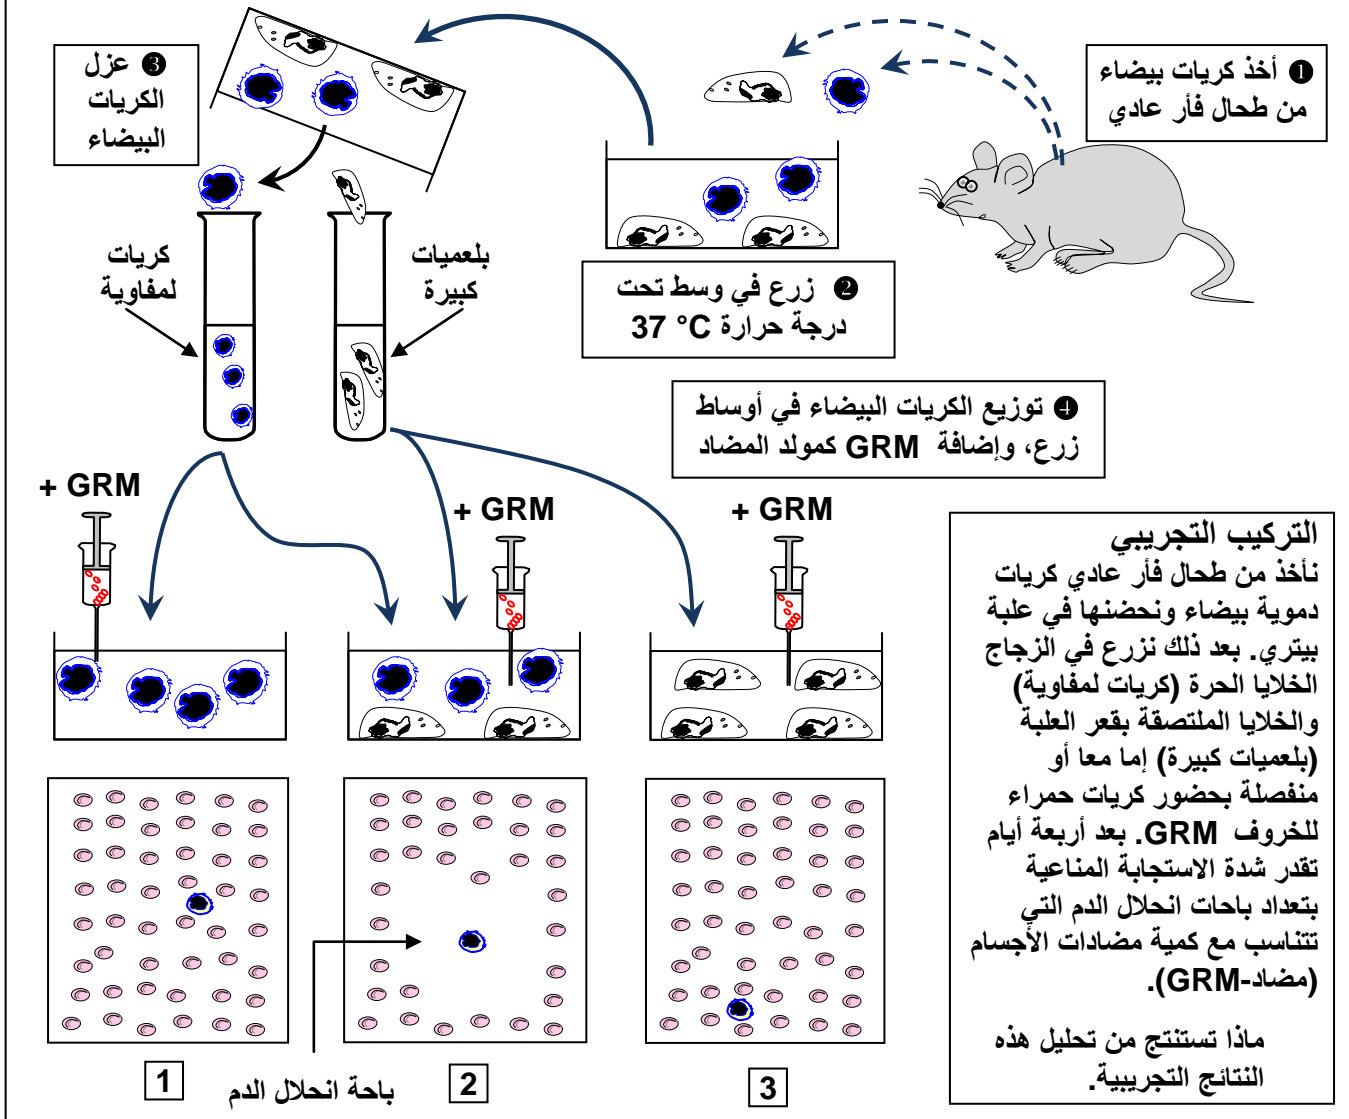 ❶ أخذ كريات بيضاء
من طحال فأر عادي
❸ عزل
الكريات
البيضاء
كريات
لمفاوية
بلعميات
كبيرة
❷ زرع في وسط تحت
درجة حرارة 37 °C
❹ توزيع الكريات البيضاء في أوساط
زرع، وإضافة GRM كمولد المضاد
+ GRM
+ GRM
+ GRM
التركيب التجريبي
نأخذ من طحال فأر عادي كريات
دموية بيضاء ونحضنها في علبة
بيتري. بعد ذلك نزرع في الزجاج
الخلايا الحرة (كريات لمفاوية)
والخلايا الملتصقة بقعر العلبة
(بلعميات كبيرة) إما معا أو
منفصلة بحضور كريات حمراء
للخروف GRM. بعد أربعة أيام
تقدر شدة الاستجابة المناعية
بتعداد باحات انحلال الدم التي
تتناسب مع كمية مضادات الأجسام
(مضاد-GRM).
ماذا تستنتج من تحليل هذه
النتائج التجريبية.
1
باحة انحلال الدم
2
3